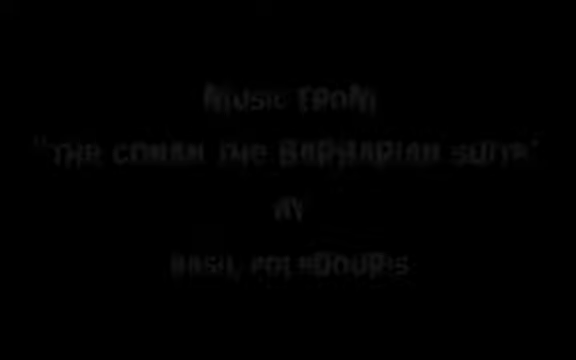 MUSIC FROM
"THE CONAN THE BARBARIAN SUITE"
BY
BASIL POLEDOURIS